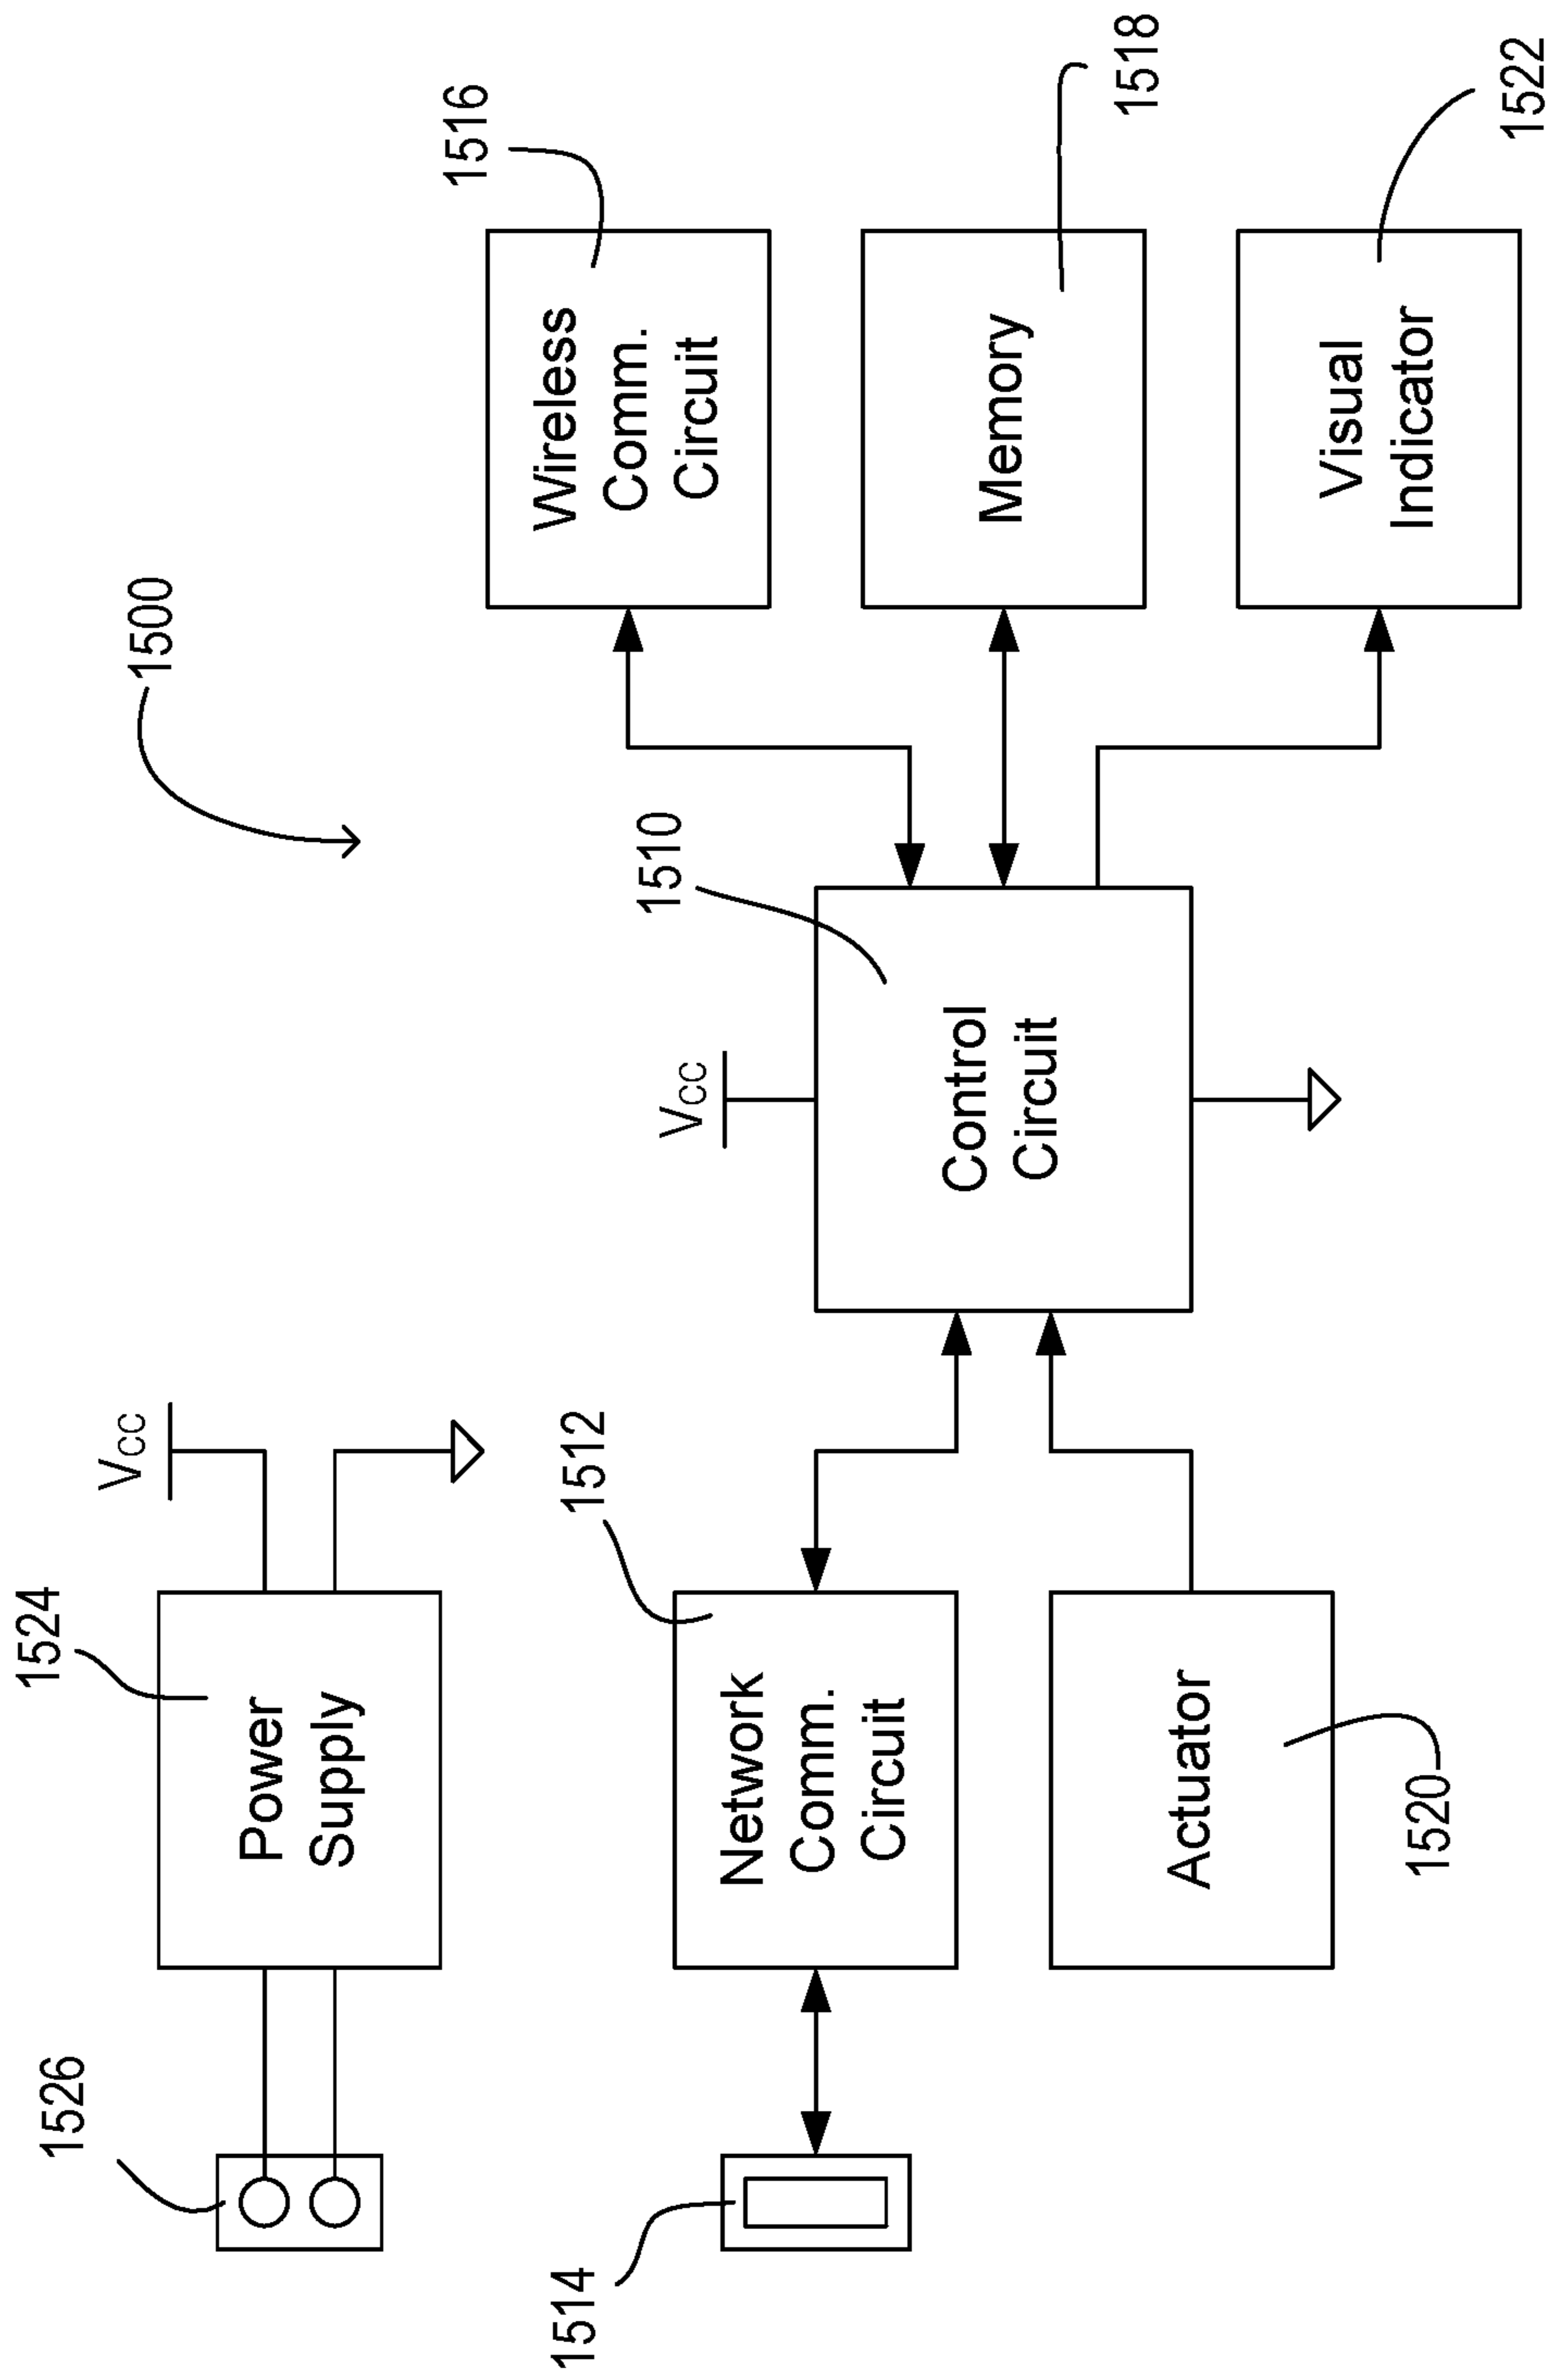 1500
1526
1524
Power
Supply
VCC
1514
1512
Network
Comm.
Circuit
1520
Actuator
VCC
1510
Control
Circuit
1516
Wireless
Comm.
Circuit
1518
Memory
1522
Visual
Indicator